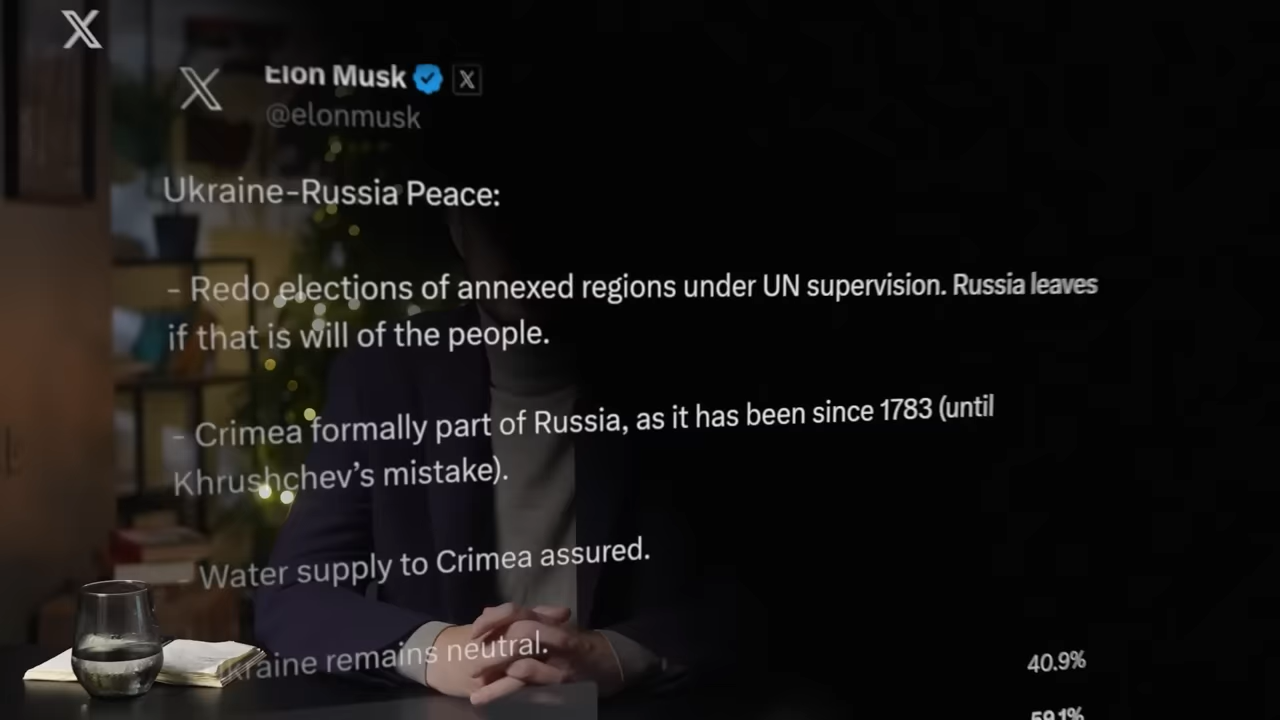 Elon Musk
@elonmusk
Ukraine-Russia Peace:
- Redo elections of annexed regions under UN supervision. Russia leaves
if that is will of the people.
- Crimea formally part of Russia, as it has been since 1783 (until
Khrushchev's mistake).
- Water supply to Crimea assured.
Ukraine remains neutral.
40.9%
59.1%